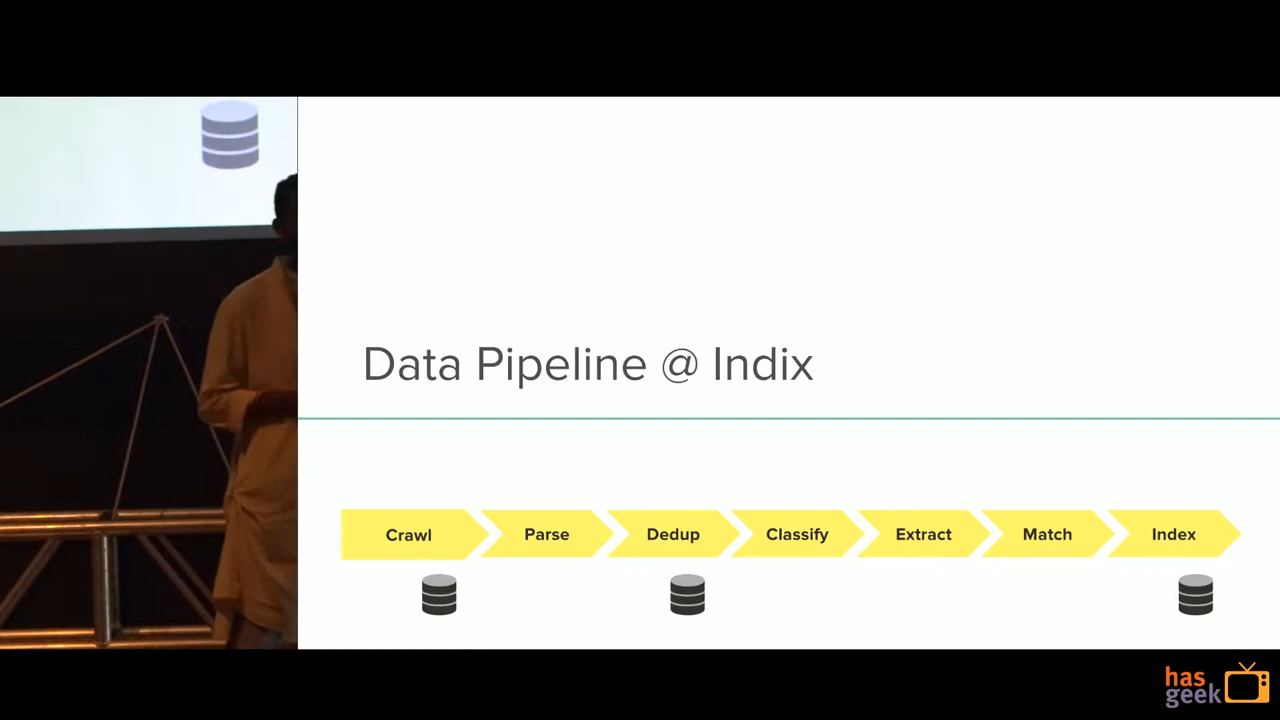 Data Pipeline @ Indix
Crawl Parse Dedup Classify Extract Match Index
has
geek